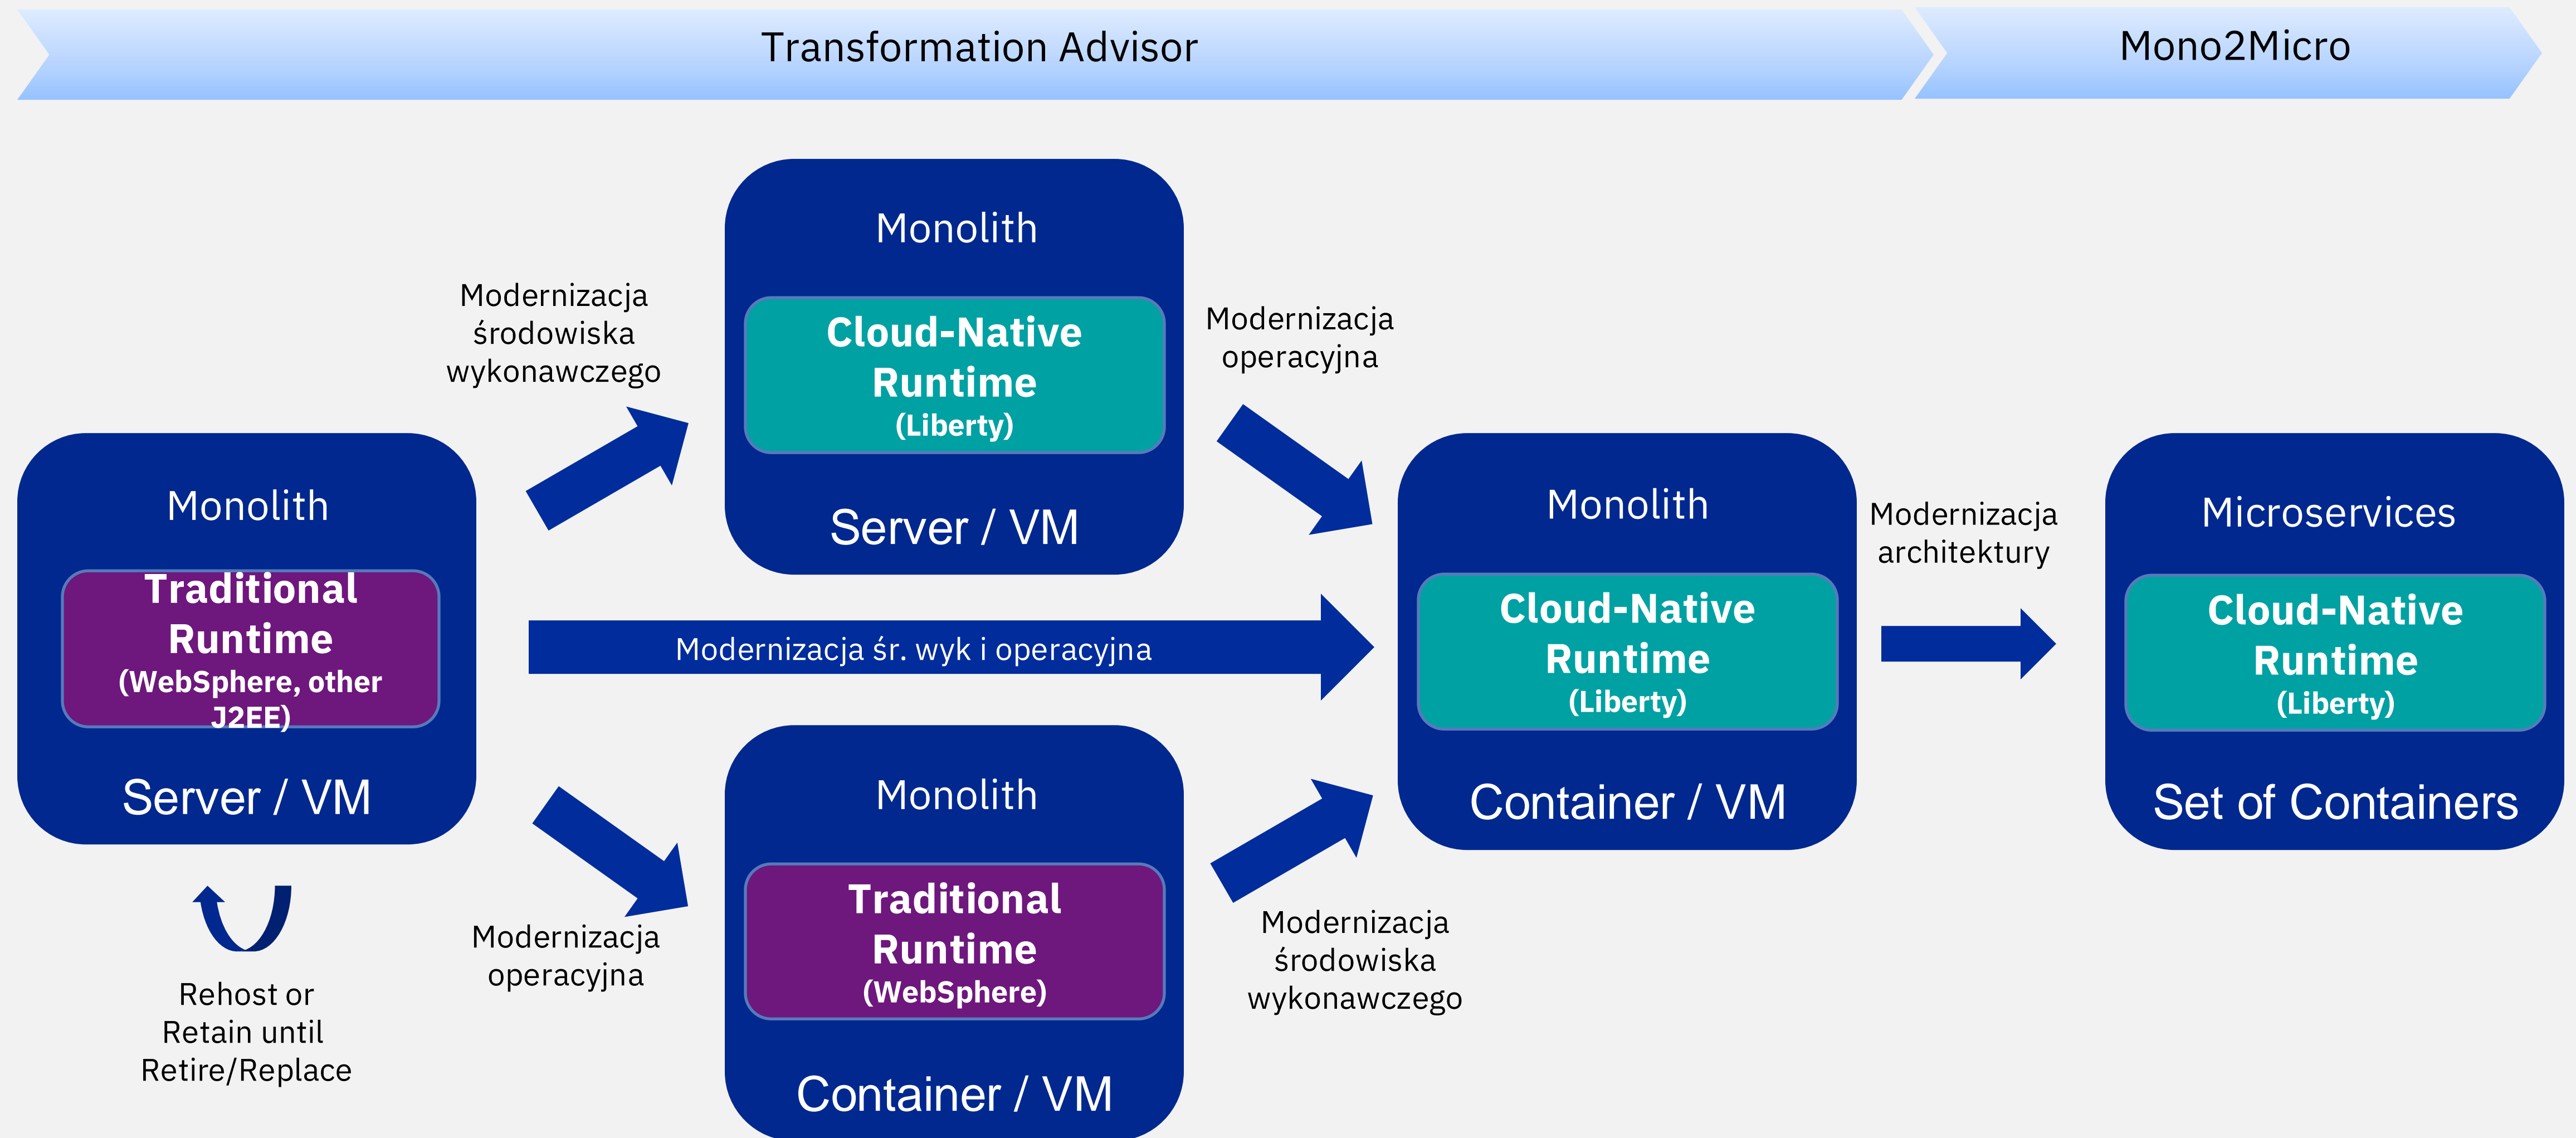 Transformation Advisor
Mono2Micro
Monolith
Traditional
Runtime
(WebSphere, other
J2EE)
Server / VM
Rehost or
Retain until
Retire/Replace
Modernizacja
środowiska
wykonawczego
Monolith
Cloud-Native
Runtime
(Liberty)
Server / VM
Modernizacja
operacyjna
Modernizacja śr. wyk i operacyjna
Modernizacja
operacyjna
Monolith
Traditional
Runtime
(WebSphere)
Container / VM
Modernizacja
środowiska
wykonawczego
Monolith
Cloud-Native
Runtime
(Liberty)
Container / VM
Modernizacja
architektury
Microservices
Cloud-Native
Runtime
(Liberty)
Set of Containers